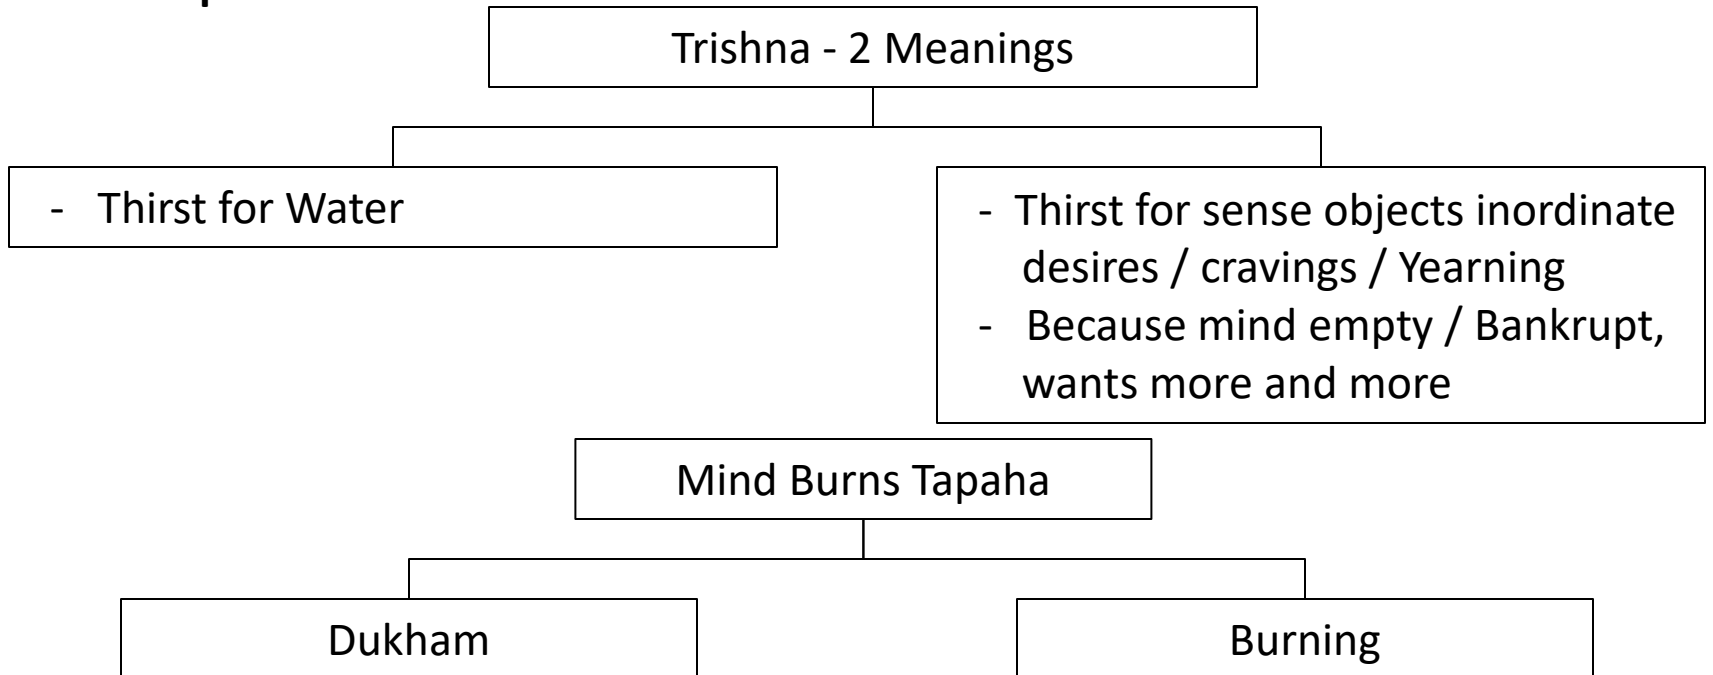 Trishna - 2 Meanings
- Thirst for Water
- Thirst for sense objects inordinate
desires / cravings / Yearning
- Because mind empty / Bankrupt,
wants more and more
Mind Burns Tapaha
Dukham
Burning